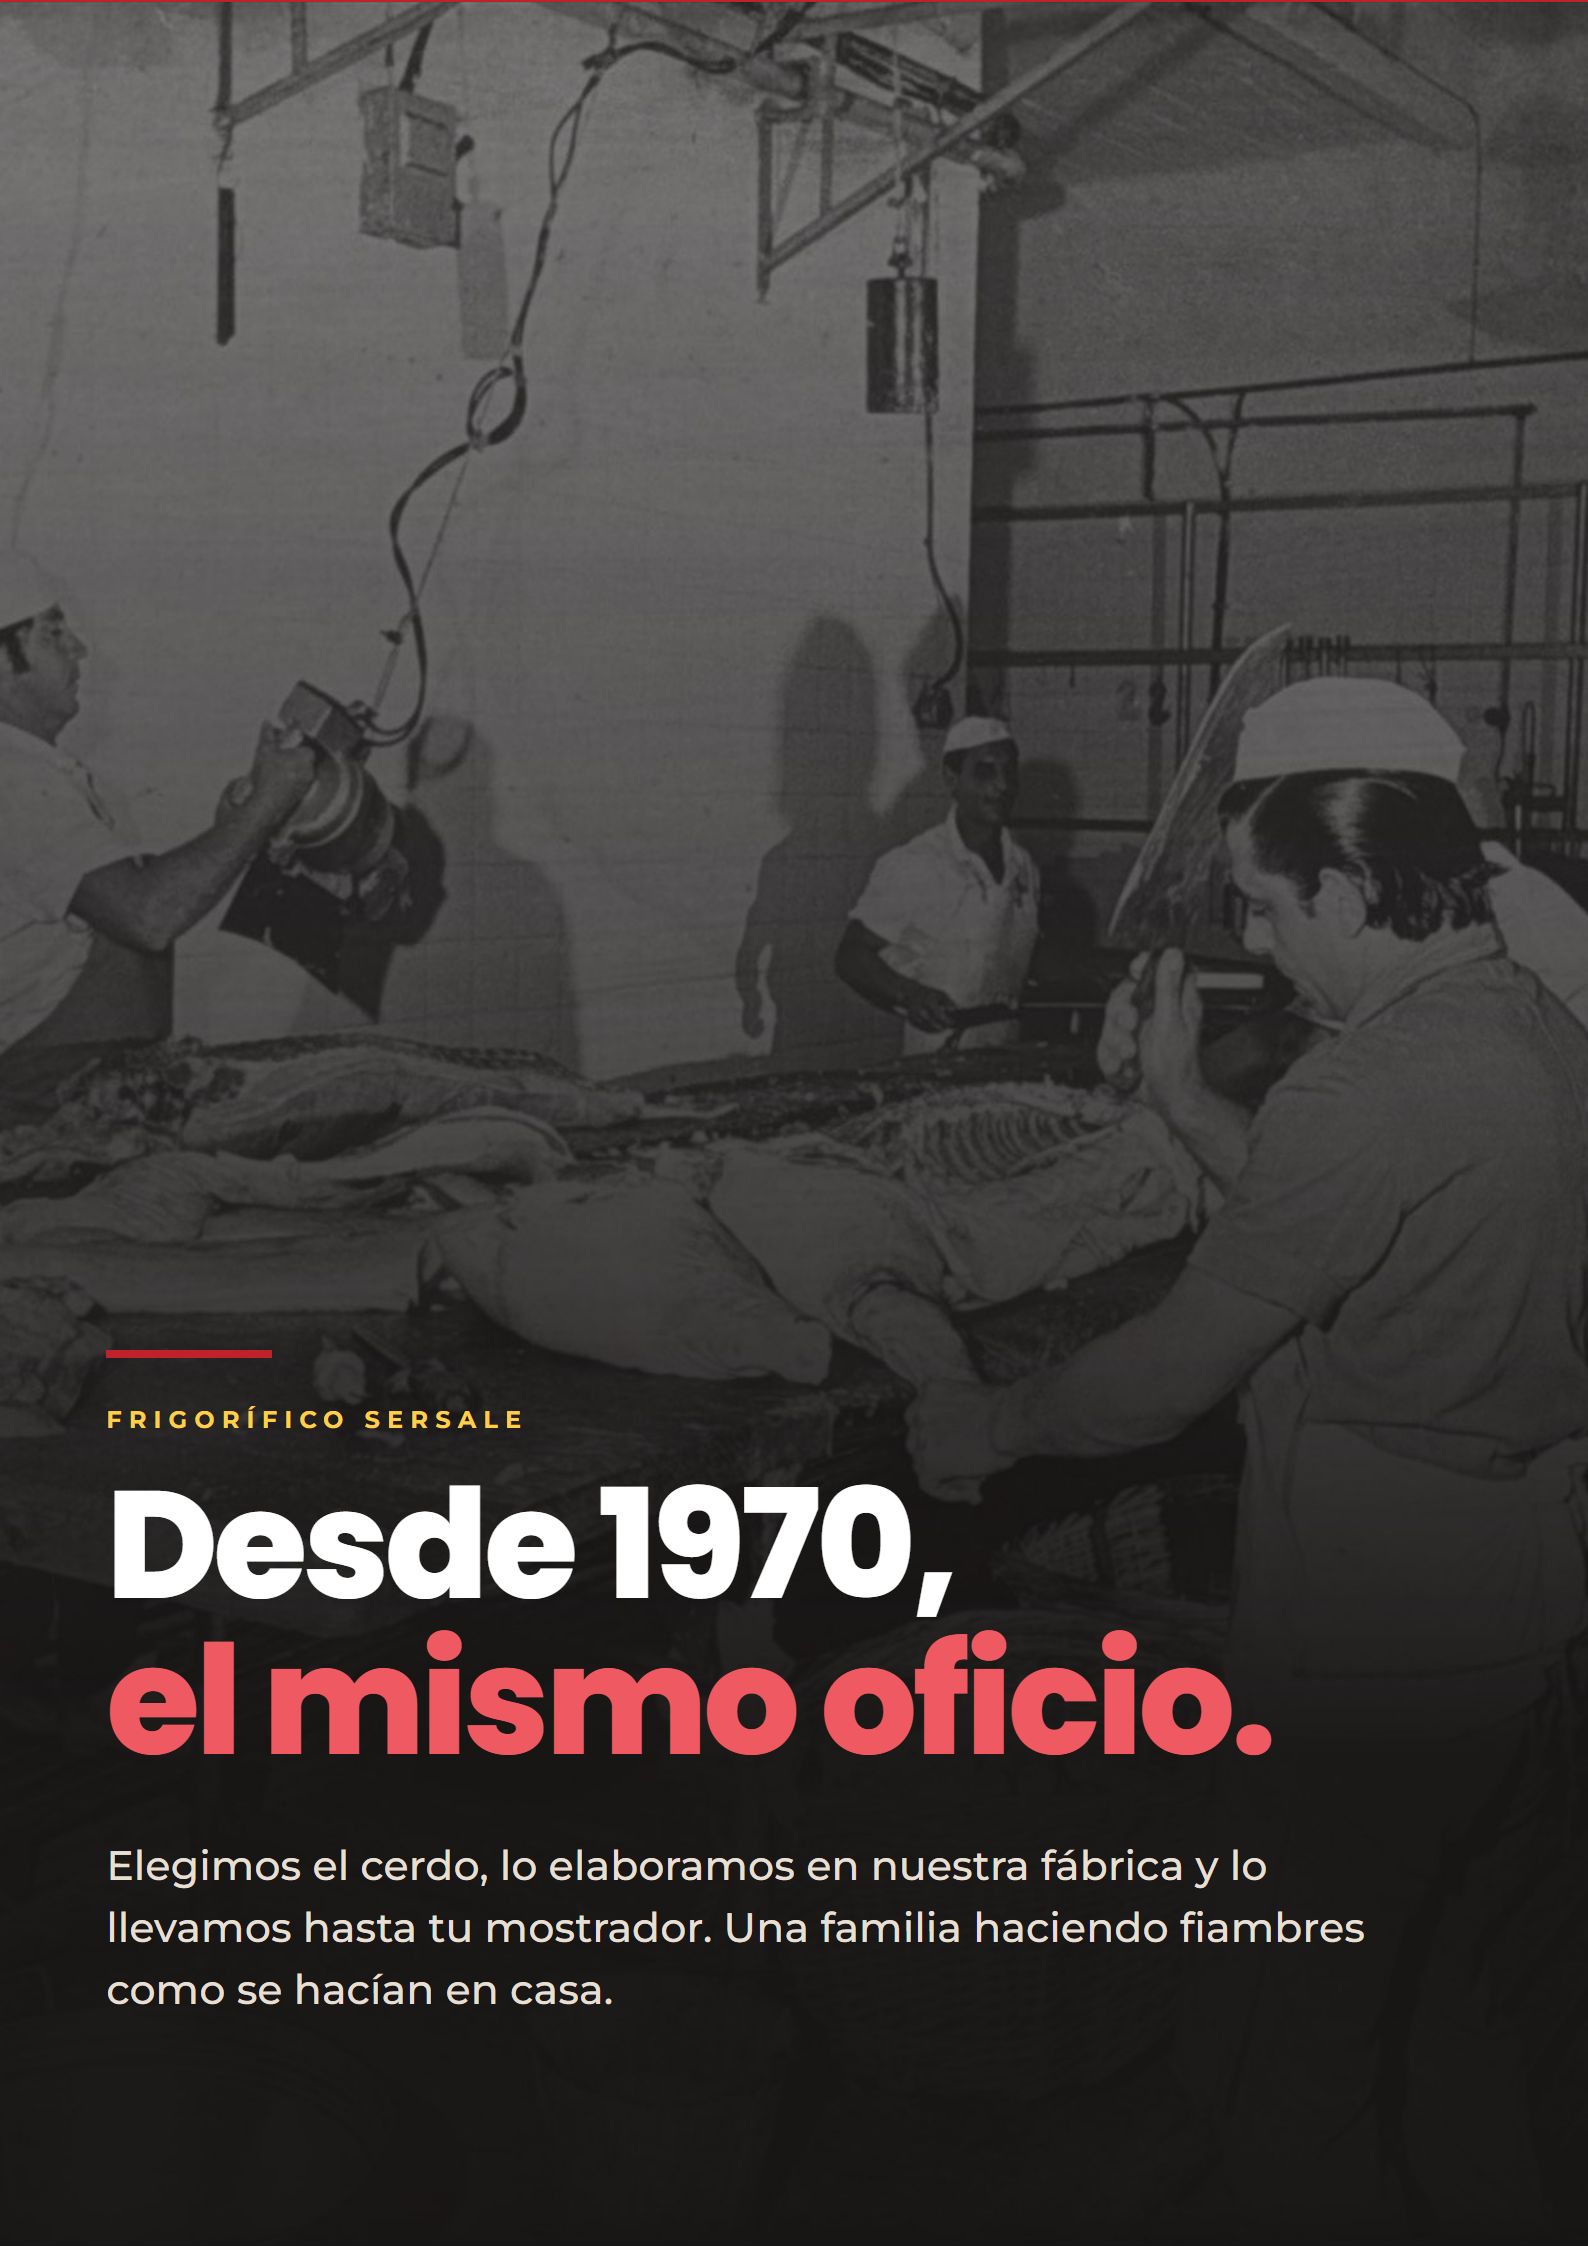 FRIGORÍFICO SERSALE
Desde 1970,
el mismo oficio.
Elegimos el cerdo, lo elaboramos en nuestra fábrica y lo
llevamos hasta tu mostrador. Una familia haciendo fiambres
como se hacían en casa.